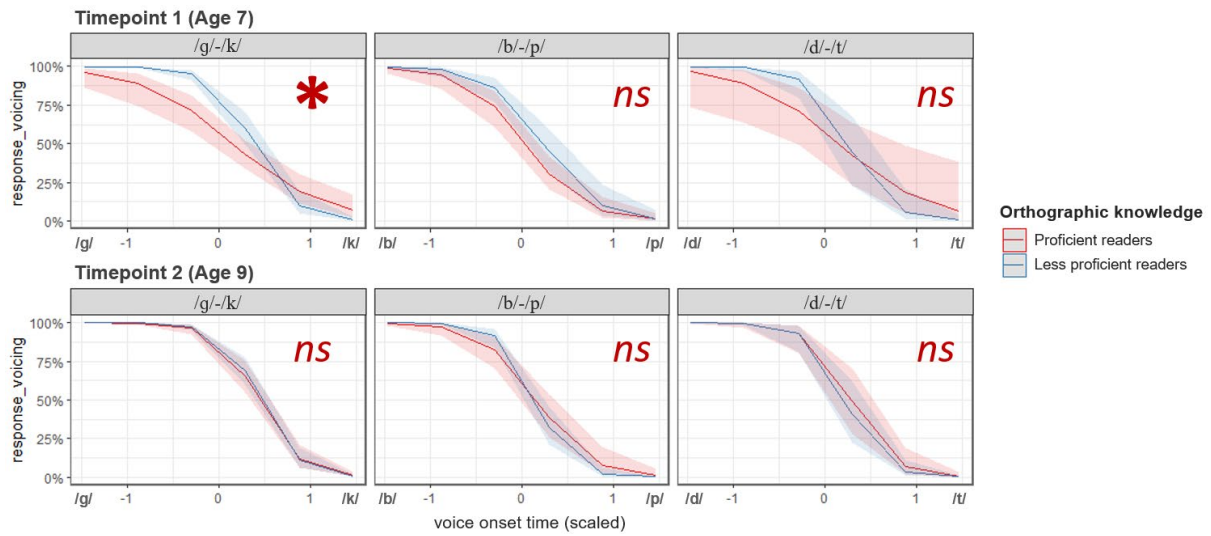 Timepoint 1 (Age 7)
/g/-/k/ /b/-/p/ /d/-/t/
100%
75%
50%
25%
0%
response_voicing
* ns ns
/g/ -1 0 1 /k/ /b/ -1 0 1 /p/ /d/ -1 0 1 /t/
Orthographic knowledge
Proficient readers
Less proficient readers
Timepoint 2 (Age 9)
/g/-/k/ /b/-/p/ /d/-/t/
100%
75%
50%
25%
0%
response_voicing
ns ns ns
/g/ -1 0 1 /k/ /b/ -1 0 1 /p/ /d/ -1 0 1 /t/
voice onset time (scaled)